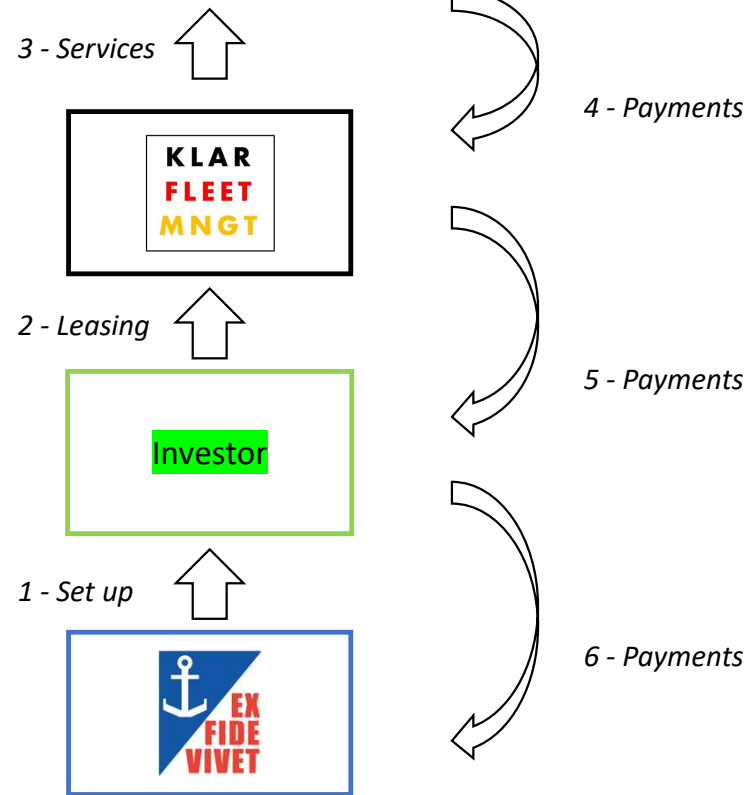 3 - Services
4 - Payments
KLAR
FLEET
MNGT
2 - Leasing
5 - Payments
Investor
1 - Set up
6 - Payments
EX
FIDE
VIVET